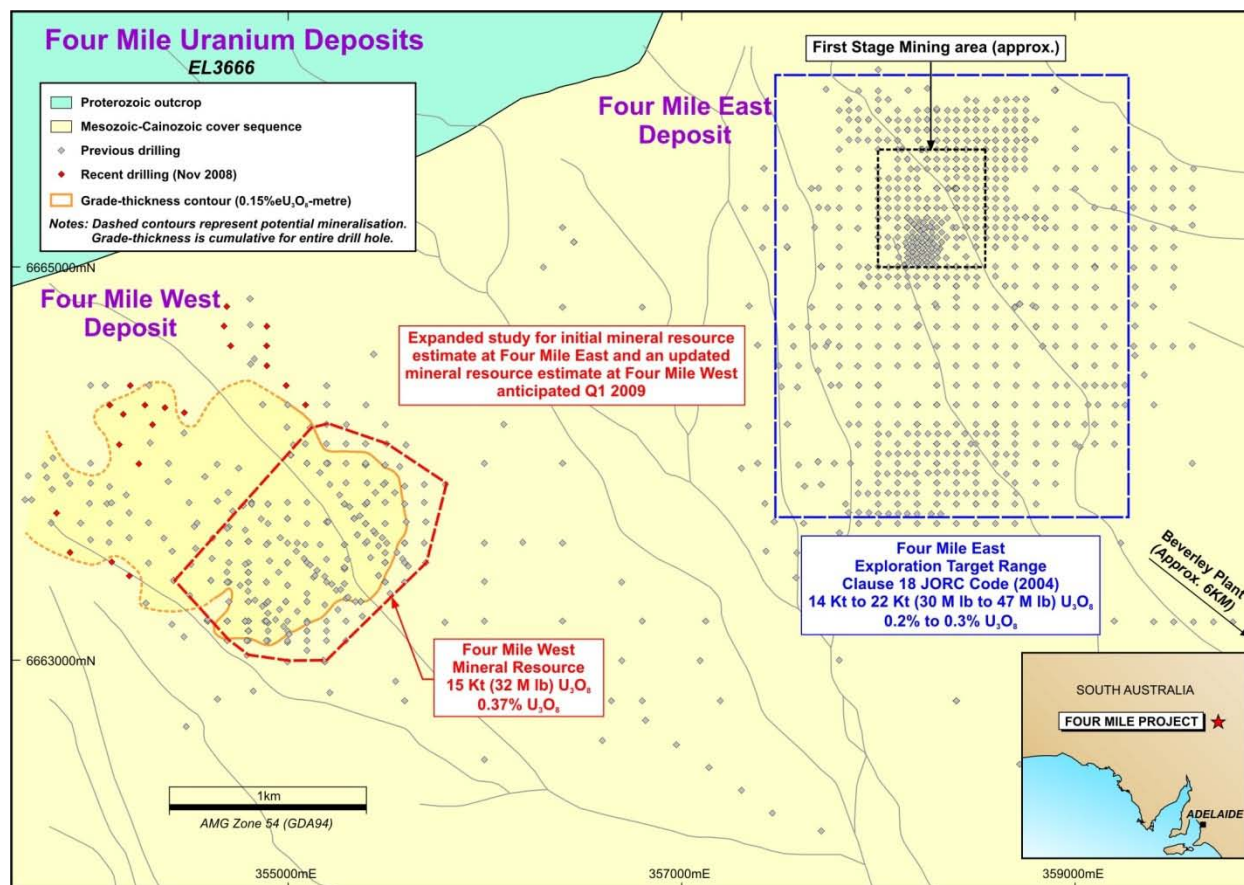 Four Mile Uranium Deposits
EL3666
Proterozoic outcrop
Mesozoic-Cainozoic cover sequence
Previous drilling
Recent drilling (Nov 2008)
Grade-thickness contour (0.15%eU₃O₈-metre)
Notes: Dashed contours represent potential mineralisation.
Grade-thickness is cumulative for entire drill hole.
First Stage Mining area (approx.)
Four Mile East
Deposit
6665000mN
Four Mile West
Deposit
Expanded study for initial mineral resource
estimate at Four Mile East and an updated
mineral resource estimate at Four Mile West
anticipated Q1 2009
Four Mile East
Exploration Target Range
Clause 18 JORC Code (2004)
14 Kt to 22 Kt (30 M lb to 47 M lb) U₃O₈
0.2% to 0.3% U₃O₈
Beverley Plant
(Approx. 6KM)
6663000mN
Four Mile West
Mineral Resource
15 Kt (32 M lb) U₃O₈
0.37% U₃O₈
SOUTH AUSTRALIA
FOUR MILE PROJECT
ADELAIDE
1km
AMG Zone 54 (GDA94)
355000mE
357000mE
359000mE